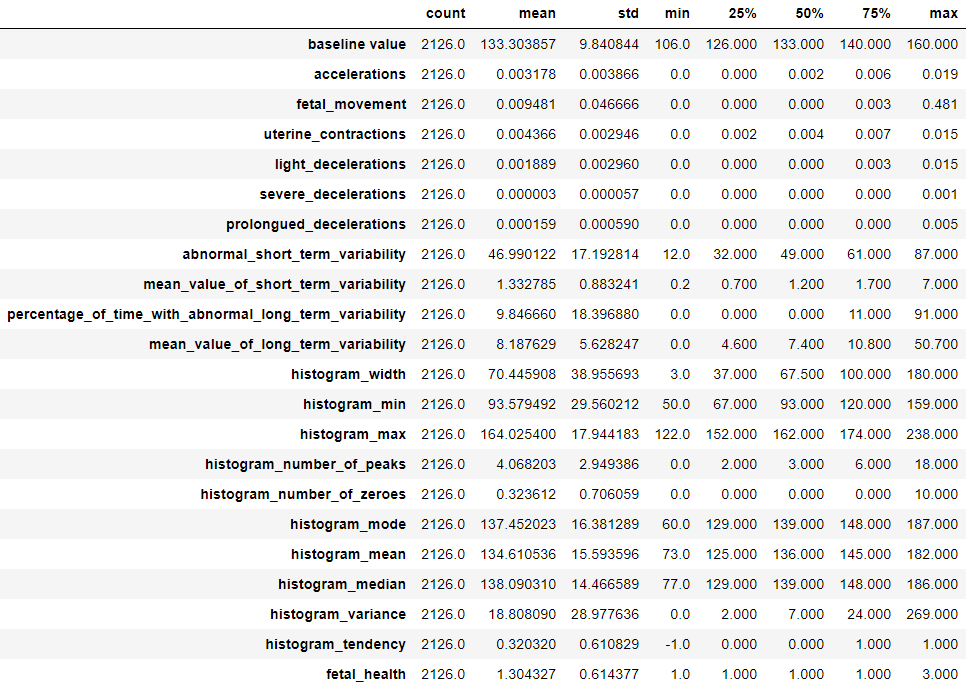 count mean std min 25% 50% 75% max
baseline value 2126.0 133.303857 9.840844 106.0 126.000 133.000 140.000 160.000
accelerations 2126.0 0.003178 0.003866 0.0 0.000 0.002 0.006 0.019
fetal_movement 2126.0 0.009481 0.046666 0.0 0.000 0.000 0.003 0.481
uterine_contractions 2126.0 0.004366 0.002946 0.0 0.002 0.004 0.007 0.015
light_decelerations 2126.0 0.001889 0.002960 0.0 0.000 0.000 0.003 0.015
severe_decelerations 2126.0 0.000003 0.000057 0.0 0.000 0.000 0.000 0.001
prolongued_decelerations 2126.0 0.000159 0.000590 0.0 0.000 0.000 0.000 0.005
abnormal_short_term_variability 2126.0 46.990122 17.192814 12.0 32.000 49.000 61.000 87.000
mean_value_of_short_term_variability 2126.0 1.332785 0.883241 0.2 0.700 1.200 1.700 7.000
percentage_of_time_with_abnormal_long_term_variability 2126.0 9.846660 18.396880 0.0 0.000 0.000 11.000 91.000
mean_value_of_long_term_variability 2126.0 8.187629 5.628247 0.0 4.600 7.400 10.800 50.700
histogram_width 2126.0 70.445908 38.955693 3.0 37.000 67.500 100.000 180.000
histogram_min 2126.0 93.579492 29.560212 50.0 67.000 93.000 120.000 159.000
histogram_max 2126.0 164.025400 17.944183 122.0 152.000 162.000 174.000 238.000
histogram_number_of_peaks 2126.0 4.068203 2.949386 0.0 2.000 3.000 6.000 18.000
histogram_number_of_zeroes 2126.0 0.323612 0.706059 0.0 0.000 0.000 0.000 10.000
histogram_mode 2126.0 137.452023 16.381289 60.0 129.000 139.000 148.000 187.000
histogram_mean 2126.0 134.610536 15.593596 73.0 125.000 136.000 145.000 182.000
histogram_median 2126.0 138.090310 14.466589 77.0 129.000 139.000 148.000 186.000
histogram_variance 2126.0 18.808090 28.977636 0.0 2.000 7.000 24.000 269.000
histogram_tendency 2126.0 0.320320 0.610829 -1.0 0.000 0.000 1.000 1.000
fetal_health 2126.0 1.304327 0.614377 1.0 1.000 1.000 1.000 3.000